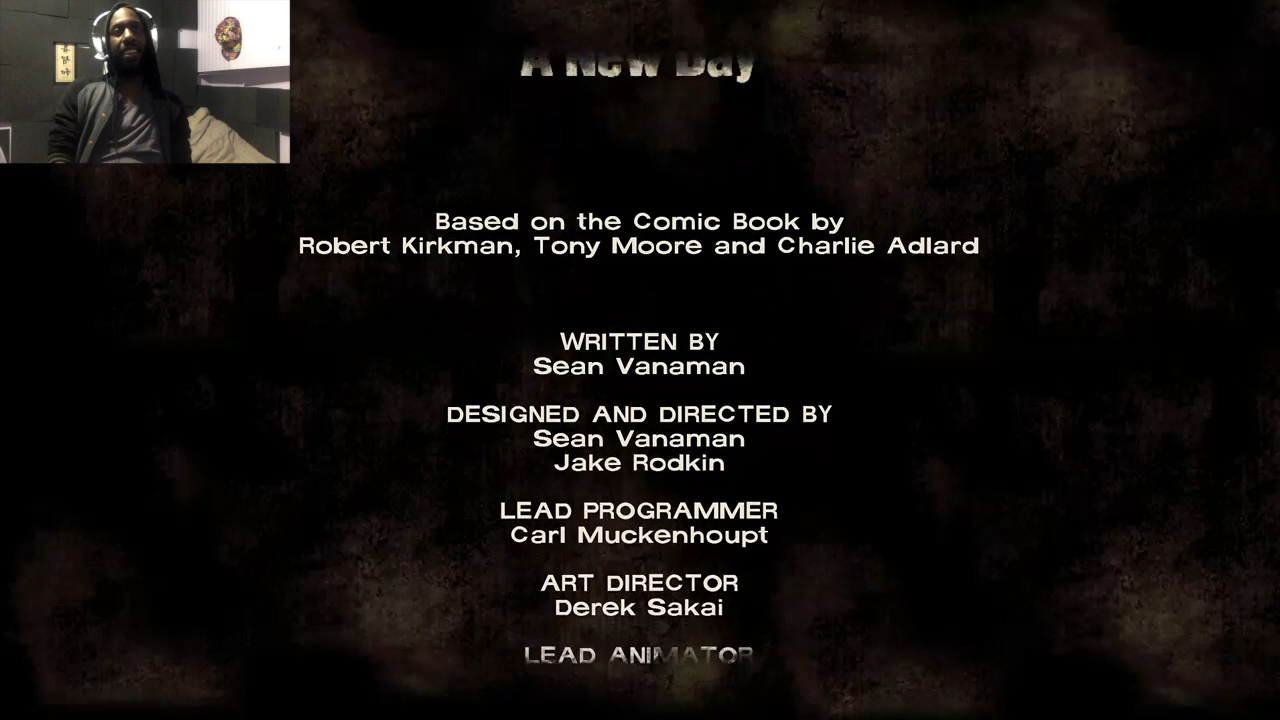 A New Day
Based on the Comic Book by
Robert Kirkman, Tony Moore and Charlie Adlard
WRITTEN BY
Sean Vanaman
DESIGNED AND DIRECTED BY
Sean Vanaman
Jake Rodkin
LEAD PROGRAMMER
Carl Muckenhoupt
ART DIRECTOR
Derek Sakai
LEAD ANIMATOR